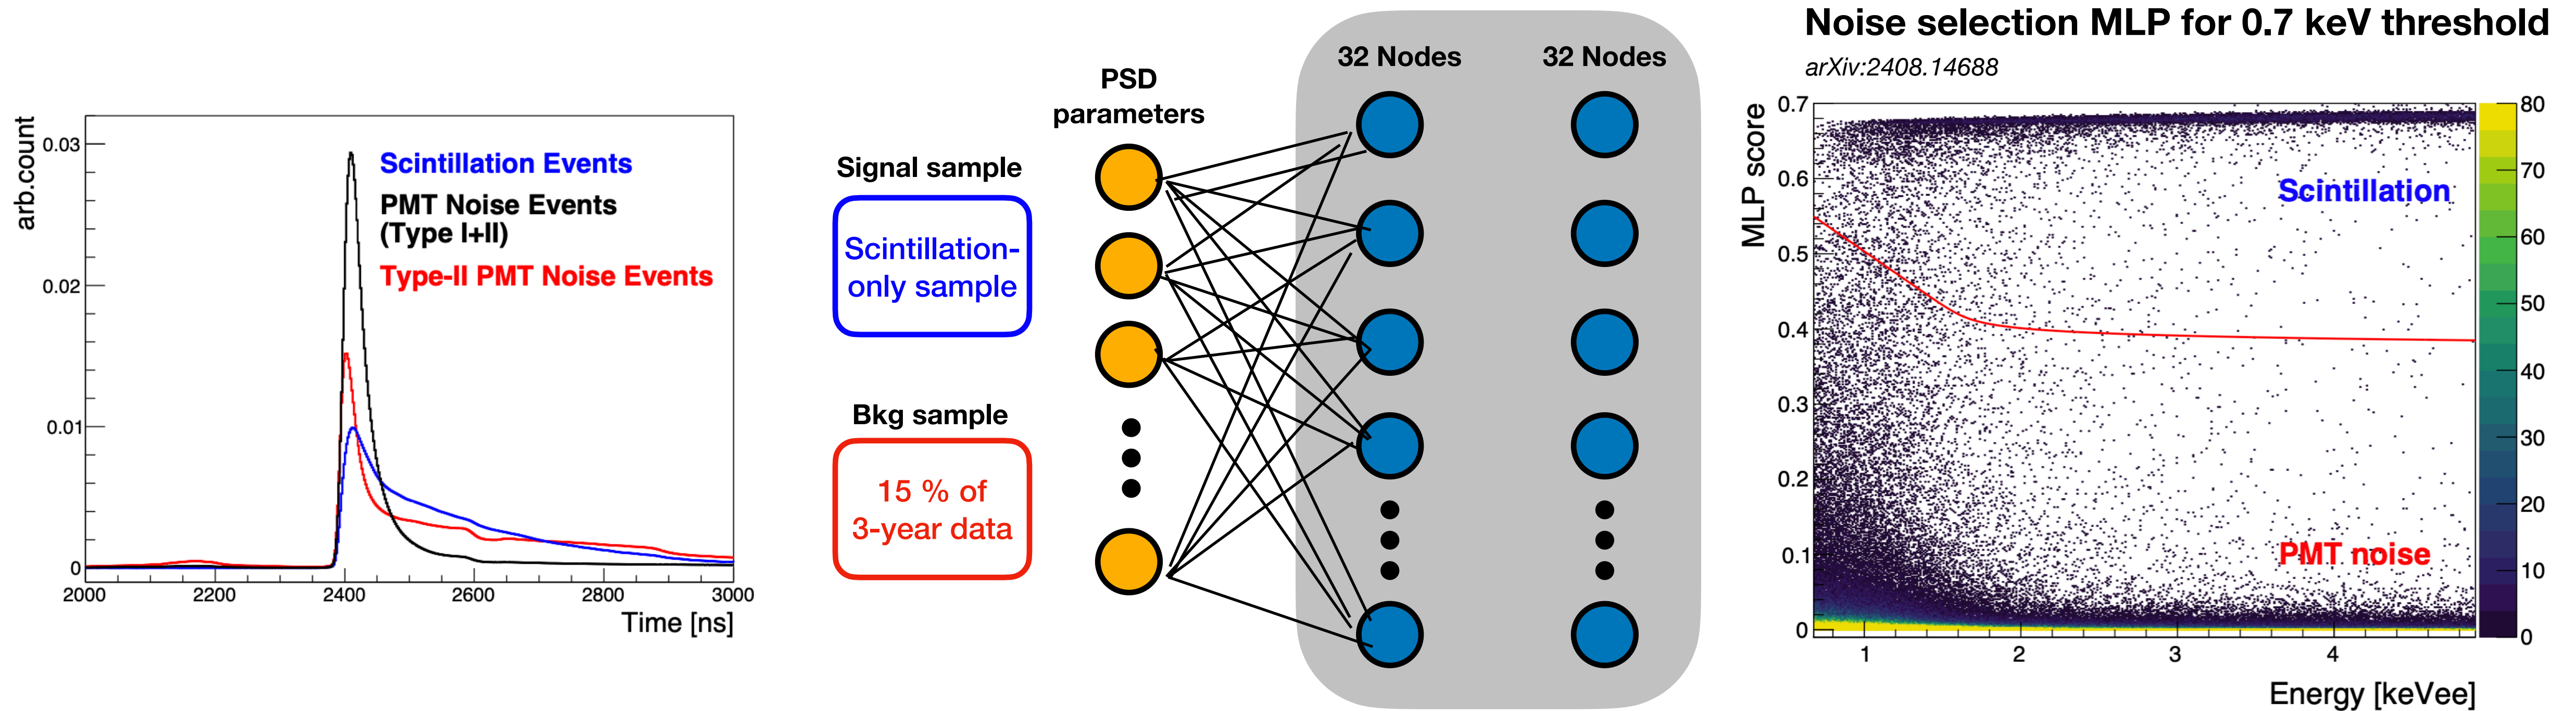 arb.count
0.03
0.02
0.01
0
2000
2200
2400
2600
2800
3000
Time [ns]
Scintillation Events
PMT Noise Events
(Type I+II)
Type-II PMT Noise Events
Signal sample
Scintillation-
only sample
Bkg sample
15 % of
3-year data
PSD
parameters
32 Nodes
32 Nodes
Noise selection MLP for 0.7 keV threshold
arXiv:2408.14688
MLP score
0.7
0.6
0.5
0.4
0.3
0.2
0.1
0
Scintillation
PMT noise
1
2
3
4
Energy [keVee]
80
70
60
50
40
30
20
10
0